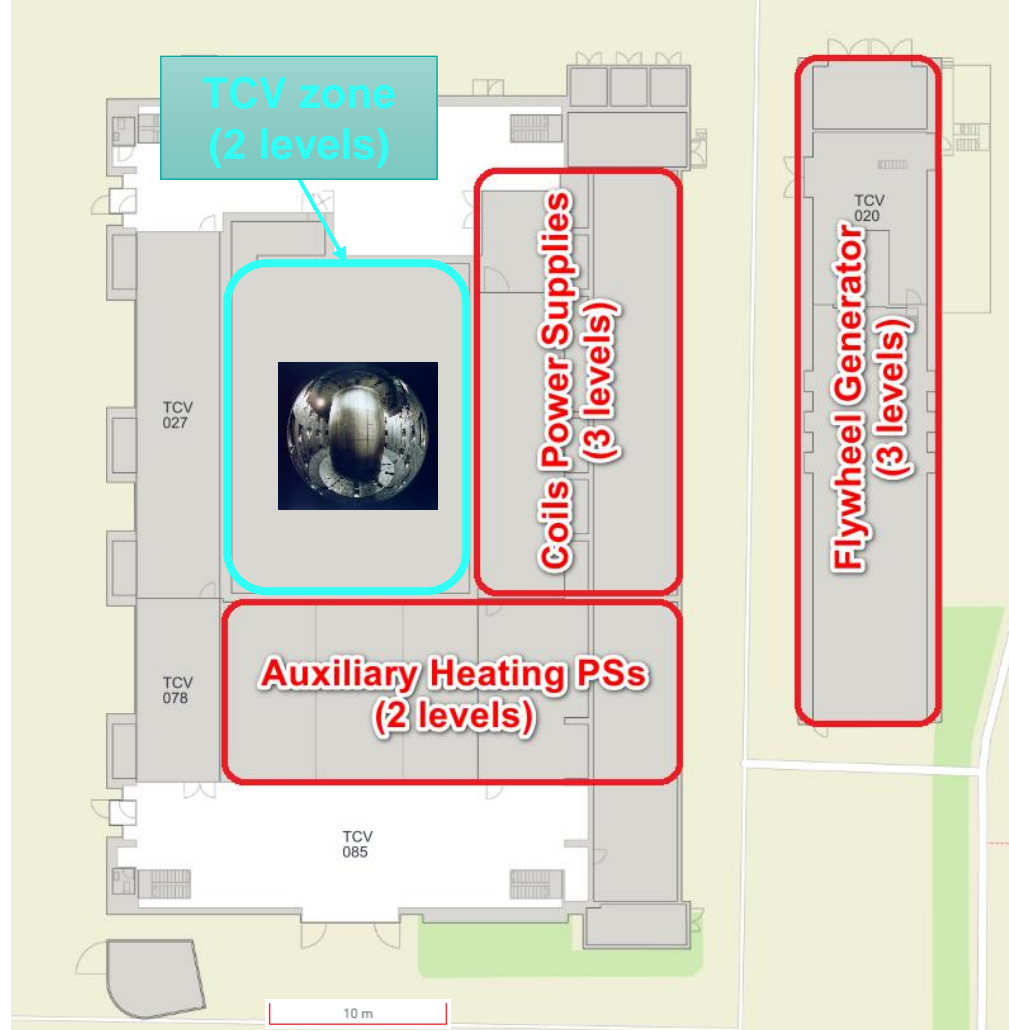 TCV zone
(2 levels)
TCV
027
Coils Power Supplies
(3 levels)
TCV
020
Flywheel Generator
(3 levels)
TCV
078
Auxiliary Heating PSs
(2 levels)
TCV
085
10 m